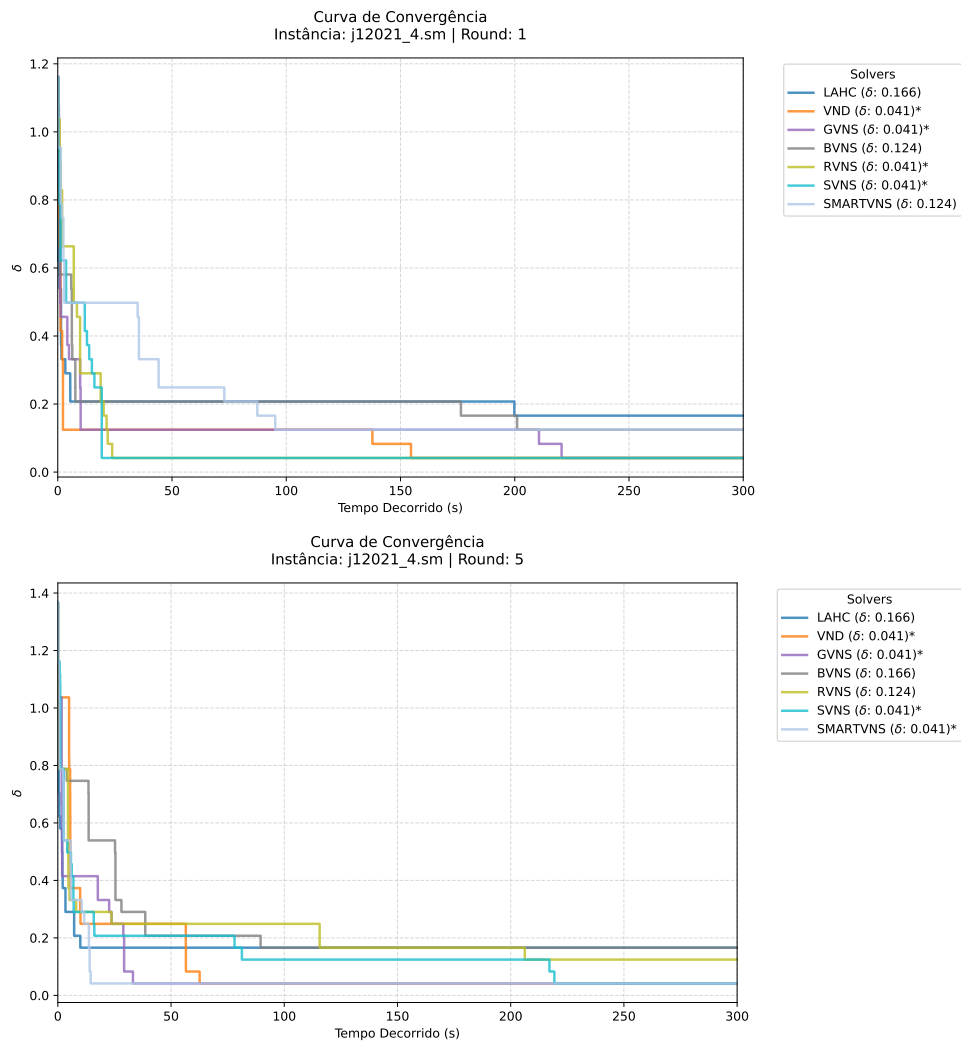 Curva de Convergência
Instância: j12021_4.sm | Round: 1
1.2
1.0
0.8
0.6
0.4
0.2
0.0
δ
0
50
100
150
200
250
300
Tempo Decorrido (s)
Solvers
LAHC (δ: 0.166)
VND (δ: 0.041)*
GVNS (δ: 0.041)*
BVNS (δ: 0.124)
RVNS (δ: 0.041)*
SVNS (δ: 0.041)*
SMARTVNS (δ: 0.124)
Curva de Convergência
Instância: j12021_4.sm | Round: 5
1.4
1.2
1.0
0.8
0.6
0.4
0.2
0.0
δ
0
50
100
150
200
250
300
Tempo Decorrido (s)
Solvers
LAHC (δ: 0.166)
VND (δ: 0.041)*
GVNS (δ: 0.041)*
BVNS (δ: 0.166)
RVNS (δ: 0.124)
SVNS (δ: 0.041)*
SMARTVNS (δ: 0.041)*